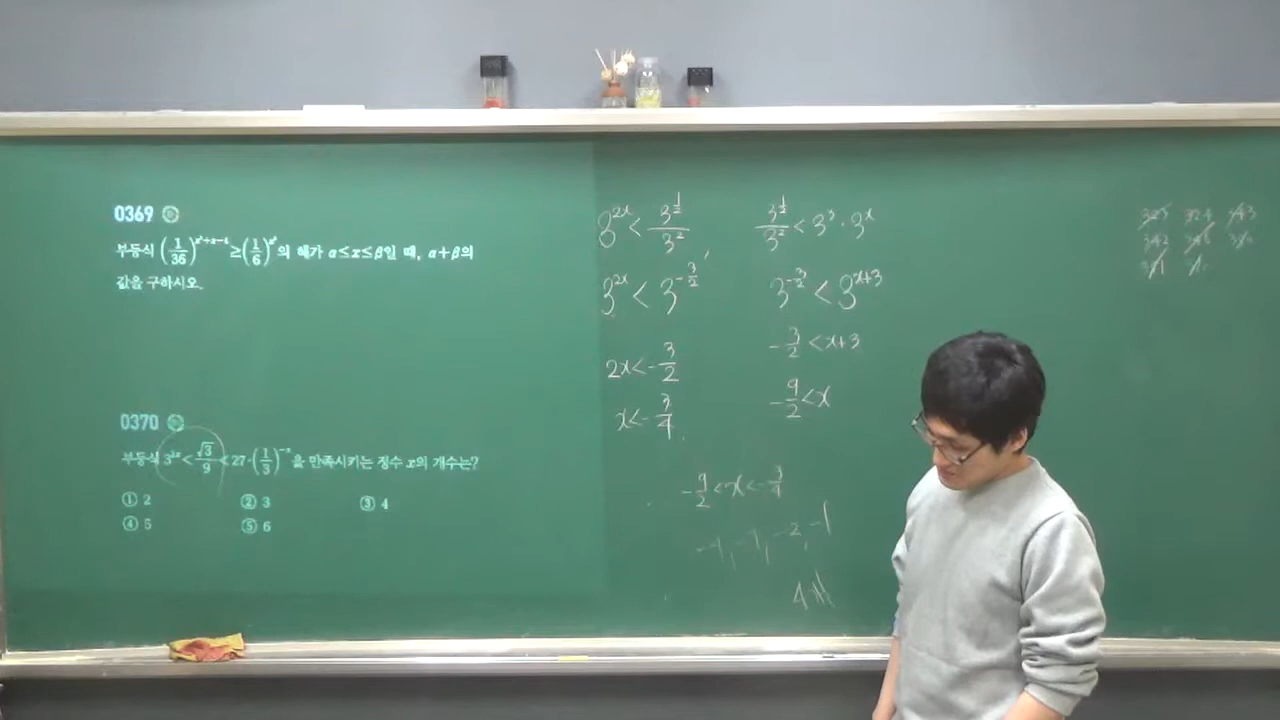 0369
부등식 (1/36)^{x²+x-6} ≥ (1/6)^{x²}의 해가 α≤x≤β일 때, α+β의
값을 구하시오.
0370
부등식 3^{2x} < √3/9 < 27·(1/3)^{-x}을 만족시키는 정수 x의 개수는?
① 2 ② 3 ③ 4
④ 5 ⑤ 6
3^{2x} < 3^{1/2}/3^2
3^{2x} < 3^{-3/2}
2x < -3/2
x < -3/4
3^{1/2}/3^2 < 3^3·3^x
3^{-3/2} < 3^{x+3}
-3/2 < x+3
-9/2 < x
-9/2 < x < -3/4
-4, -3, -2, -1
4개